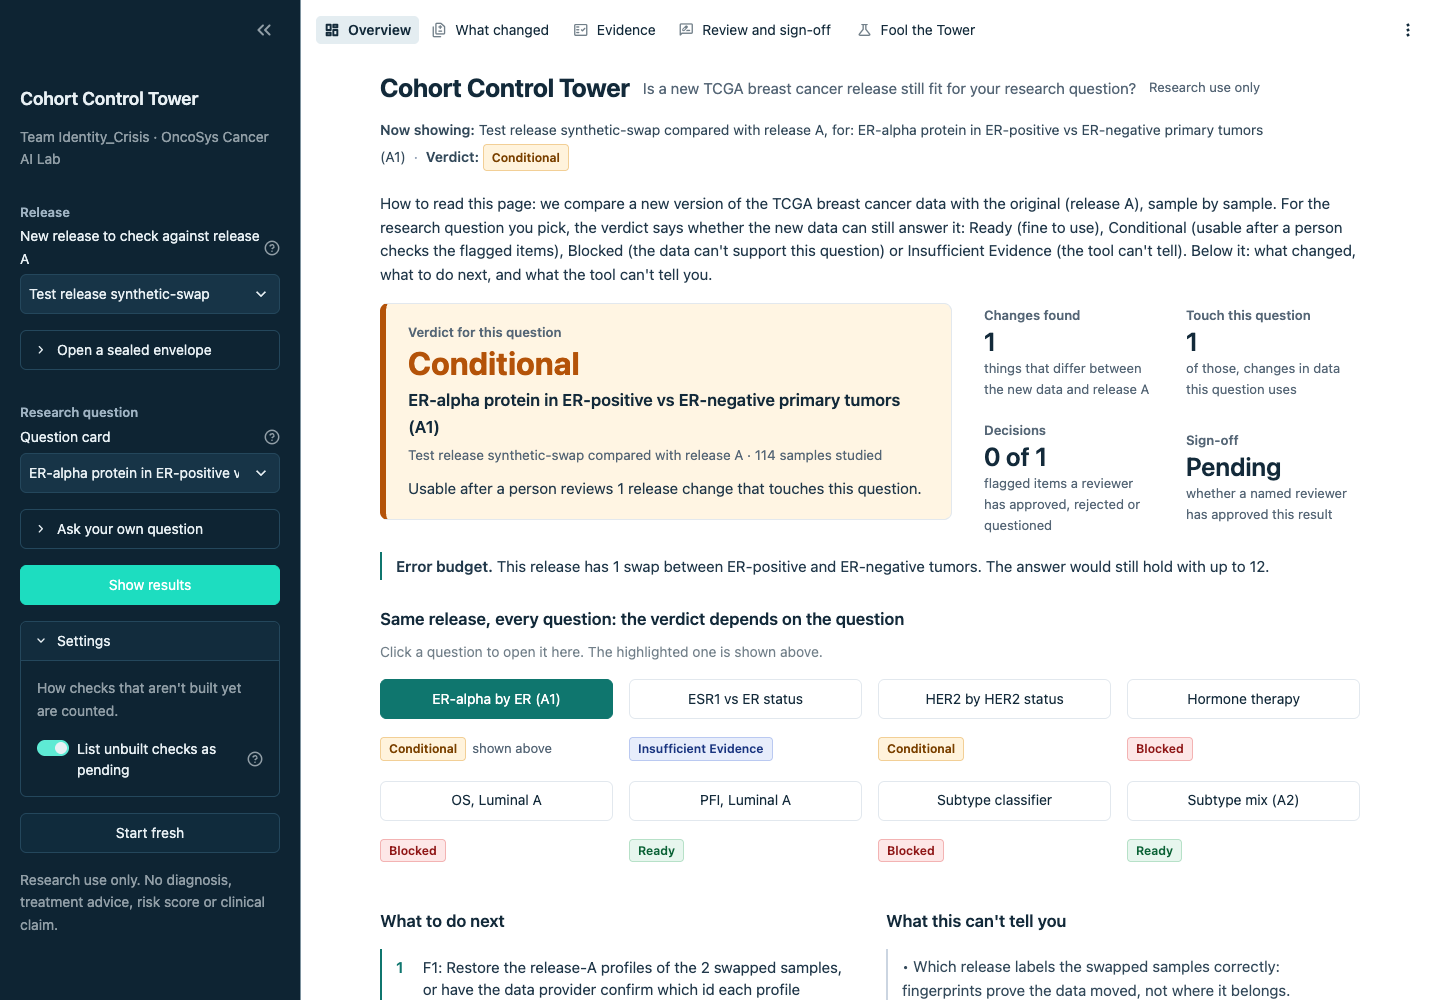 Cohort Control Tower
Team Identity_Crisis · OncoSys Cancer
AI Lab
Release
New release to check against release
A
Test release synthetic-swap
Open a sealed envelope
Research question
Question card
ER-alpha protein in ER-positive v
Ask your own question
Show results
Settings
How checks that aren't built yet
are counted.
List unbuilt checks as
pending
Start fresh
Research use only. No diagnosis,
treatment advice, risk score or clinical
claim.
Overview What changed Evidence Review and sign-off Fool the Tower
Cohort Control Tower Is a new TCGA breast cancer release still fit for your research question? Research use only
Now showing: Test release synthetic-swap compared with release A, for: ER-alpha protein in ER-positive vs ER-negative primary tumors
(A1) · Verdict: Conditional
How to read this page: we compare a new version of the TCGA breast cancer data with the original (release A), sample by sample. For the
research question you pick, the verdict says whether the new data can still answer it: Ready (fine to use), Conditional (usable after a person
checks the flagged items), Blocked (the data can't support this question) or Insufficient Evidence (the tool can't tell). Below it: what changed,
what to do next, and what the tool can't tell you.
Verdict for this question
Conditional
ER-alpha protein in ER-positive vs ER-negative primary tumors
(A1)
Test release synthetic-swap compared with release A · 114 samples studied
Usable after a person reviews 1 release change that touches this question.
Changes found
1
things that differ between
the new data and release A
Touch this question
1
of those, changes in data
this question uses
Decisions
0 of 1
flagged items a reviewer
has approved, rejected or
questioned
Sign-off
Pending
whether a named reviewer
has approved this result
Error budget. This release has 1 swap between ER-positive and ER-negative tumors. The answer would still hold with up to 12.
Same release, every question: the verdict depends on the question
Click a question to open it here. The highlighted one is shown above.
ER-alpha by ER (A1) ESR1 vs ER status HER2 by HER2 status Hormone therapy
Conditional shown above Insufficient Evidence Conditional Blocked
OS, Luminal A PFI, Luminal A Subtype classifier Subtype mix (A2)
Blocked Ready Blocked Ready
What to do next
1 F1: Restore the release-A profiles of the 2 swapped samples,
or have the data provider confirm which id each profile
What this can't tell you
• Which release labels the swapped samples correctly:
fingerprints prove the data moved, not where it belongs.